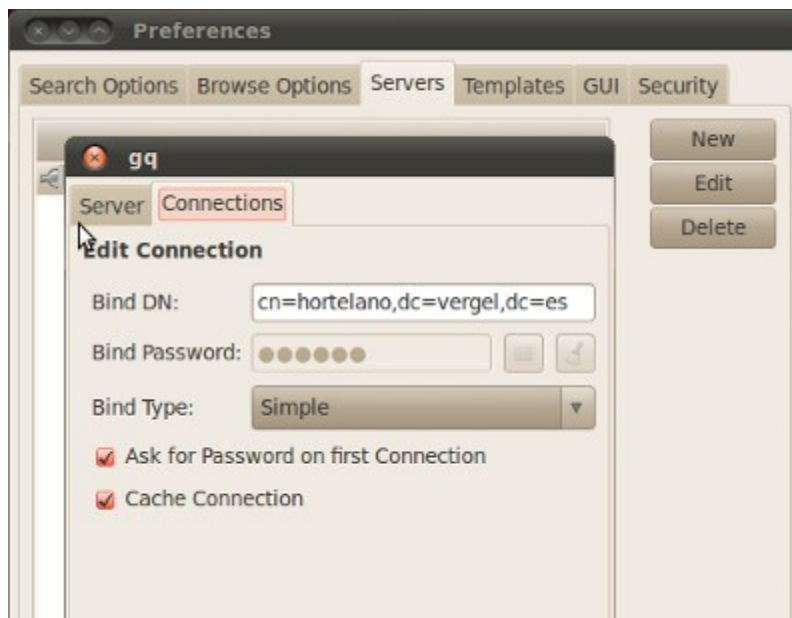 Preferences
Search Options Browse Options Servers Templates GUI Security
New
Edit
Delete
gq
Server Connections
Edit Connection
Bind DN: cn=hortelano,dc=vergel,dc=es
Bind Password: ●●●●●●
Bind Type: Simple
Ask for Password on first Connection
Cache Connection